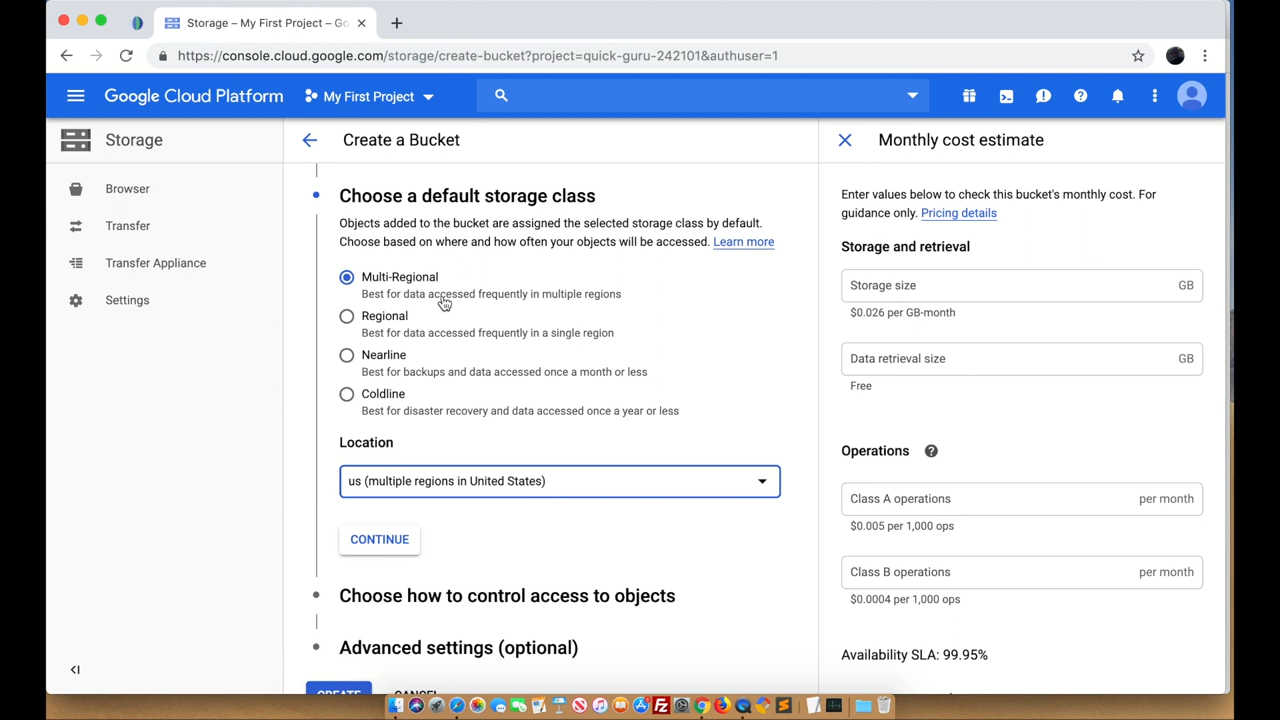 Storage – My First Project – Go
https://console.cloud.google.com/storage/create-bucket?project=quick-guru-242101&authuser=1
Google Cloud Platform
My First Project
Storage
Create a Bucket
Monthly cost estimate
Browser
Transfer
Transfer Appliance
Settings
Choose a default storage class
Objects added to the bucket are assigned the selected storage class by default.
Choose based on where and how often your objects will be accessed. Learn more
Multi-Regional
Best for data accessed frequently in multiple regions
Regional
Best for data accessed frequently in a single region
Nearline
Best for backups and data accessed once a month or less
Coldline
Best for disaster recovery and data accessed once a year or less
Location
us (multiple regions in United States)
CONTINUE
Choose how to control access to objects
Advanced settings (optional)
CREATE
CANCEL
Enter values below to check this bucket's monthly cost. For
guidance only. Pricing details
Storage and retrieval
Storage size GB
$0.026 per GB-month
Data retrieval size GB
Free
Operations
Class A operations per month
$0.005 per 1,000 ops
Class B operations per month
$0.0004 per 1,000 ops
Availability SLA: 99.95%